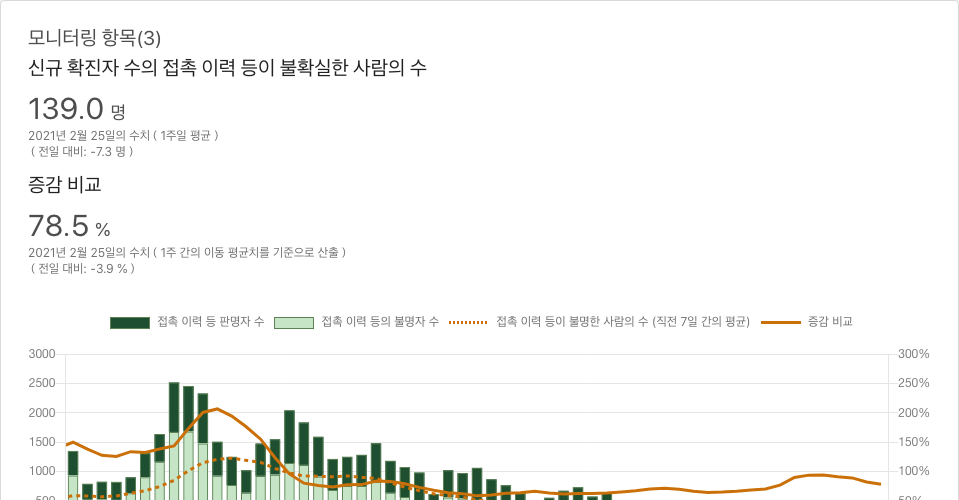 모니터링 항목(3)
신규 확진자 수의 접촉 이력 등이 불확실한 사람의 수
139.0 명
2021년 2월 25일의 수치 ( 1주일 평균 )
( 전일 대비: -7.3 명 )
증감 비교
78.5 %
2021년 2월 25일의 수치 ( 1주 간의 이동 평균치를 기준으로 산출 )
( 전일 대비: -3.9 % )
접촉 이력 등 판명자 수 접촉 이력 등의 불명자 수 접촉 이력 등이 불명한 사람의 수 (직전 7일 간의 평균) 증감 비교
3000 300%
2500 250%
2000 200%
1500 150%
1000 100%
500 50%